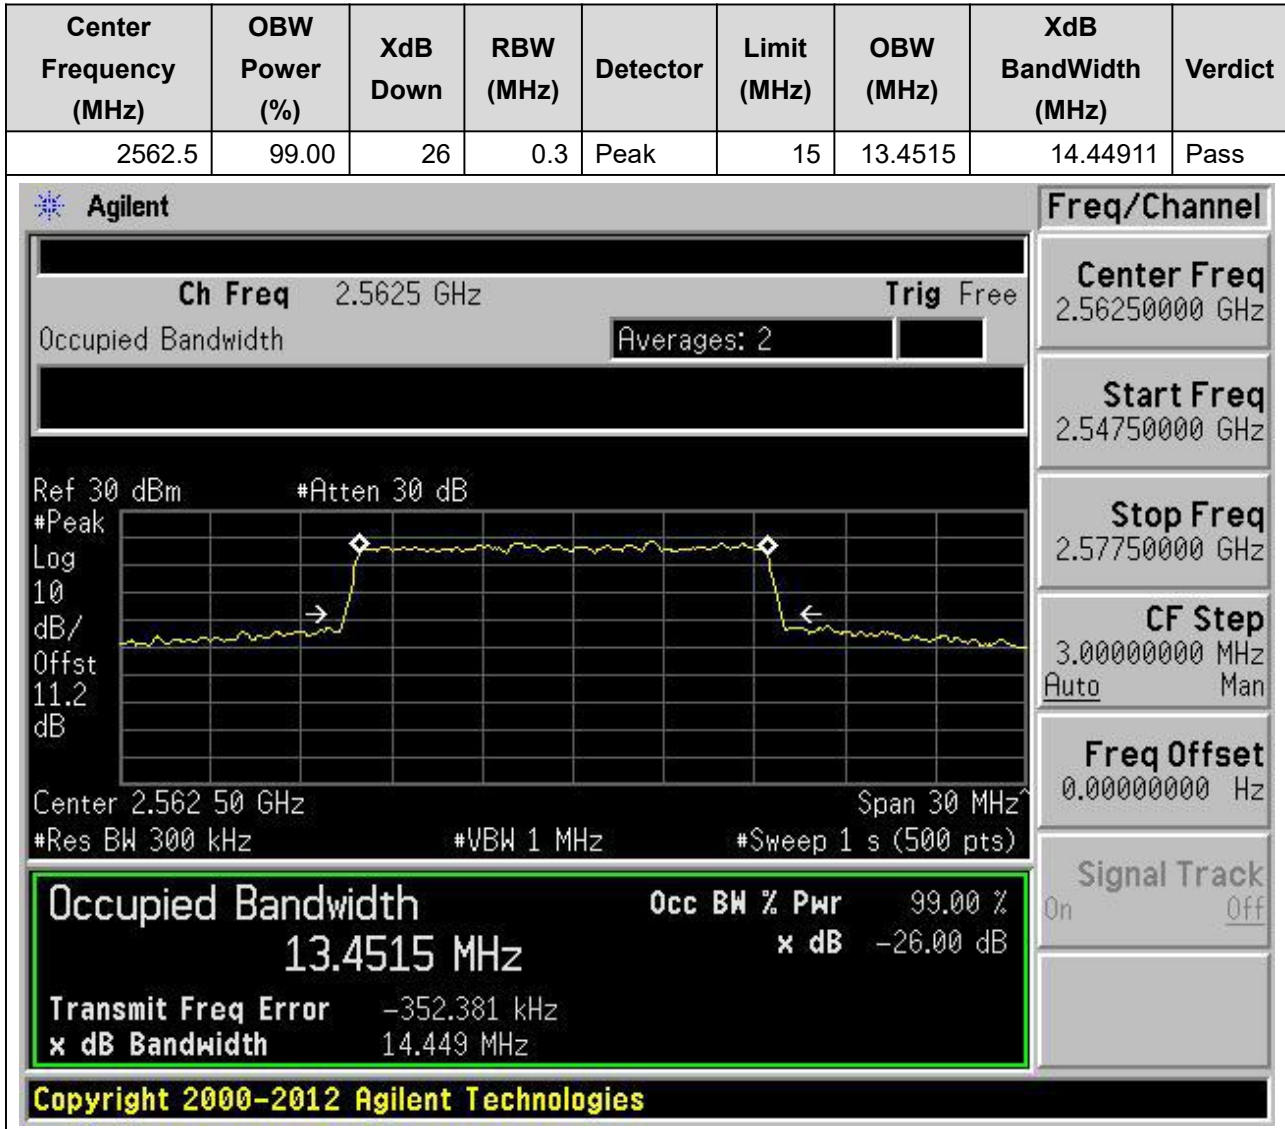 Center Frequency (MHz) OBW Power (%) XdB Down RBW (MHz) Detector Limit (MHz) OBW (MHz) XdB BandWidth (MHz) Verdict
2562.5 99.00 26 0.3 Peak 15 13.4515 14.44911 Pass
Agilent
Freq/Channel
Ch Freq 2.5625 GHz Trig Free
Occupied Bandwidth Averages: 2
Ref 30 dBm #Atten 30 dB
#Peak
Log
10
dB/
Offst
11.2
dB
Center 2.562 50 GHz Span 30 MHz^
#Res BW 300 kHz #VBW 1 MHz #Sweep 1 s (500 pts)
Occupied Bandwidth Occ BW % Pwr 99.00 %
13.4515 MHz x dB -26.00 dB
Transmit Freq Error -352.381 kHz
x dB Bandwidth 14.449 MHz
Copyright 2000-2012 Agilent Technologies
Center Freq
2.56250000 GHz
Start Freq
2.54750000 GHz
Stop Freq
2.57750000 GHz
CF Step
3.00000000 MHz
Auto Man
Freq Offset
0.00000000 Hz
Signal Track
On Off